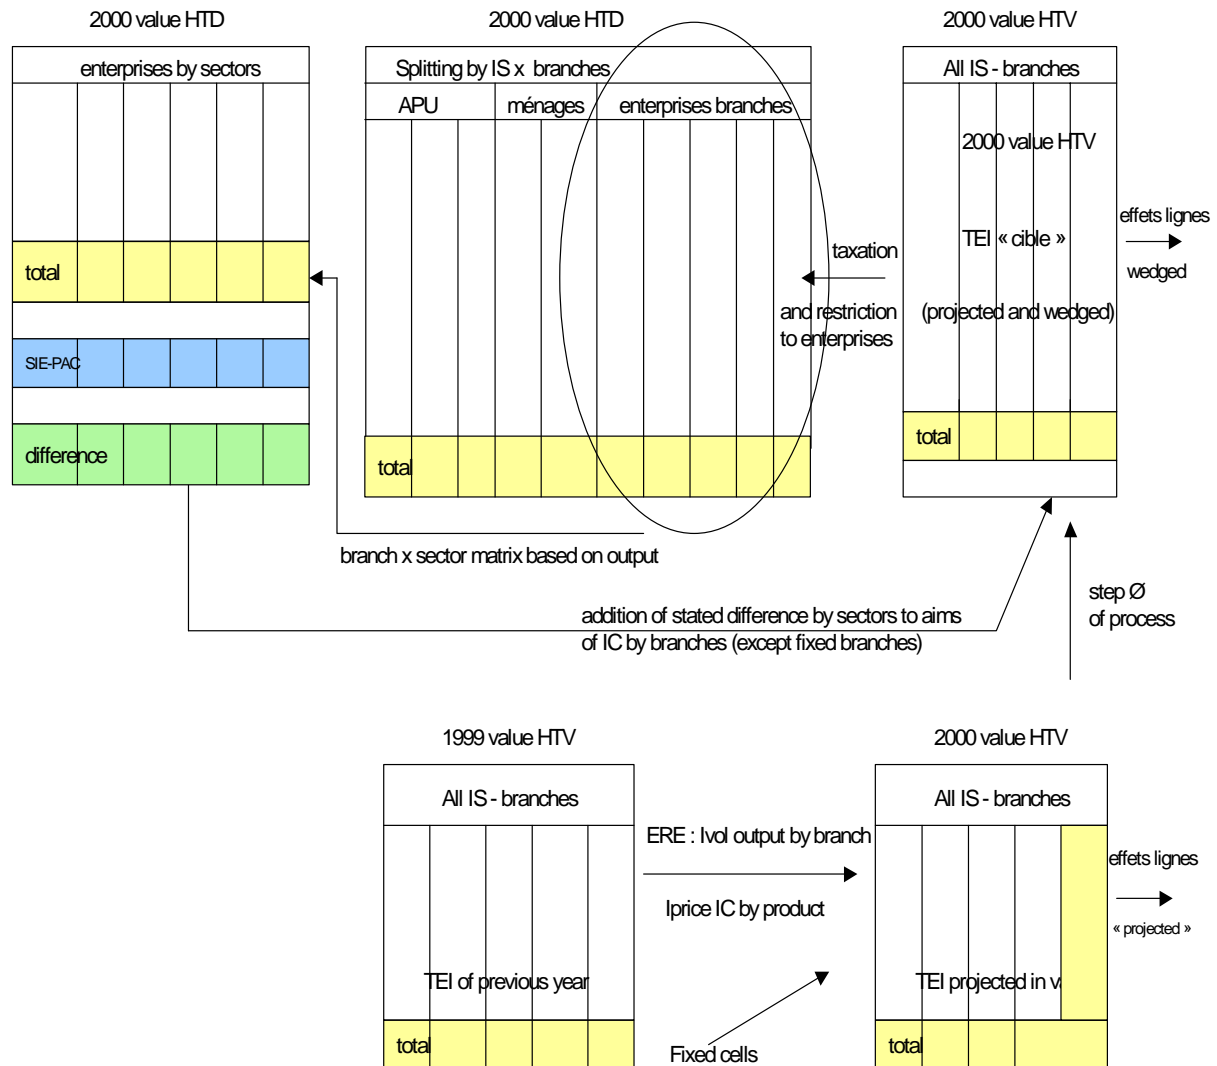 2000 value HTD
2000 value HTD
2000 value HTV
enterprises by sectors
Splitting by IS x branches
All IS - branches
APU
ménages
enterprises branches
2000 value HTV
TEI « cible »
(projected and wedged)
effets lignes
wedged
taxation
and restriction
to enterprises
total
SIE-PAC
difference
total
total
branch x sector matrix based on output
addition of stated difference by sectors to aims
of IC by branches (except fixed branches)
step Ø
of process
1999 value HTV
2000 value HTV
All IS - branches
All IS - branches
ERE : Ivol output by branch
Iprice IC by product
effets lignes
« projected »
TEI of previous year
TEI projected in va
total
Fixed cells
total